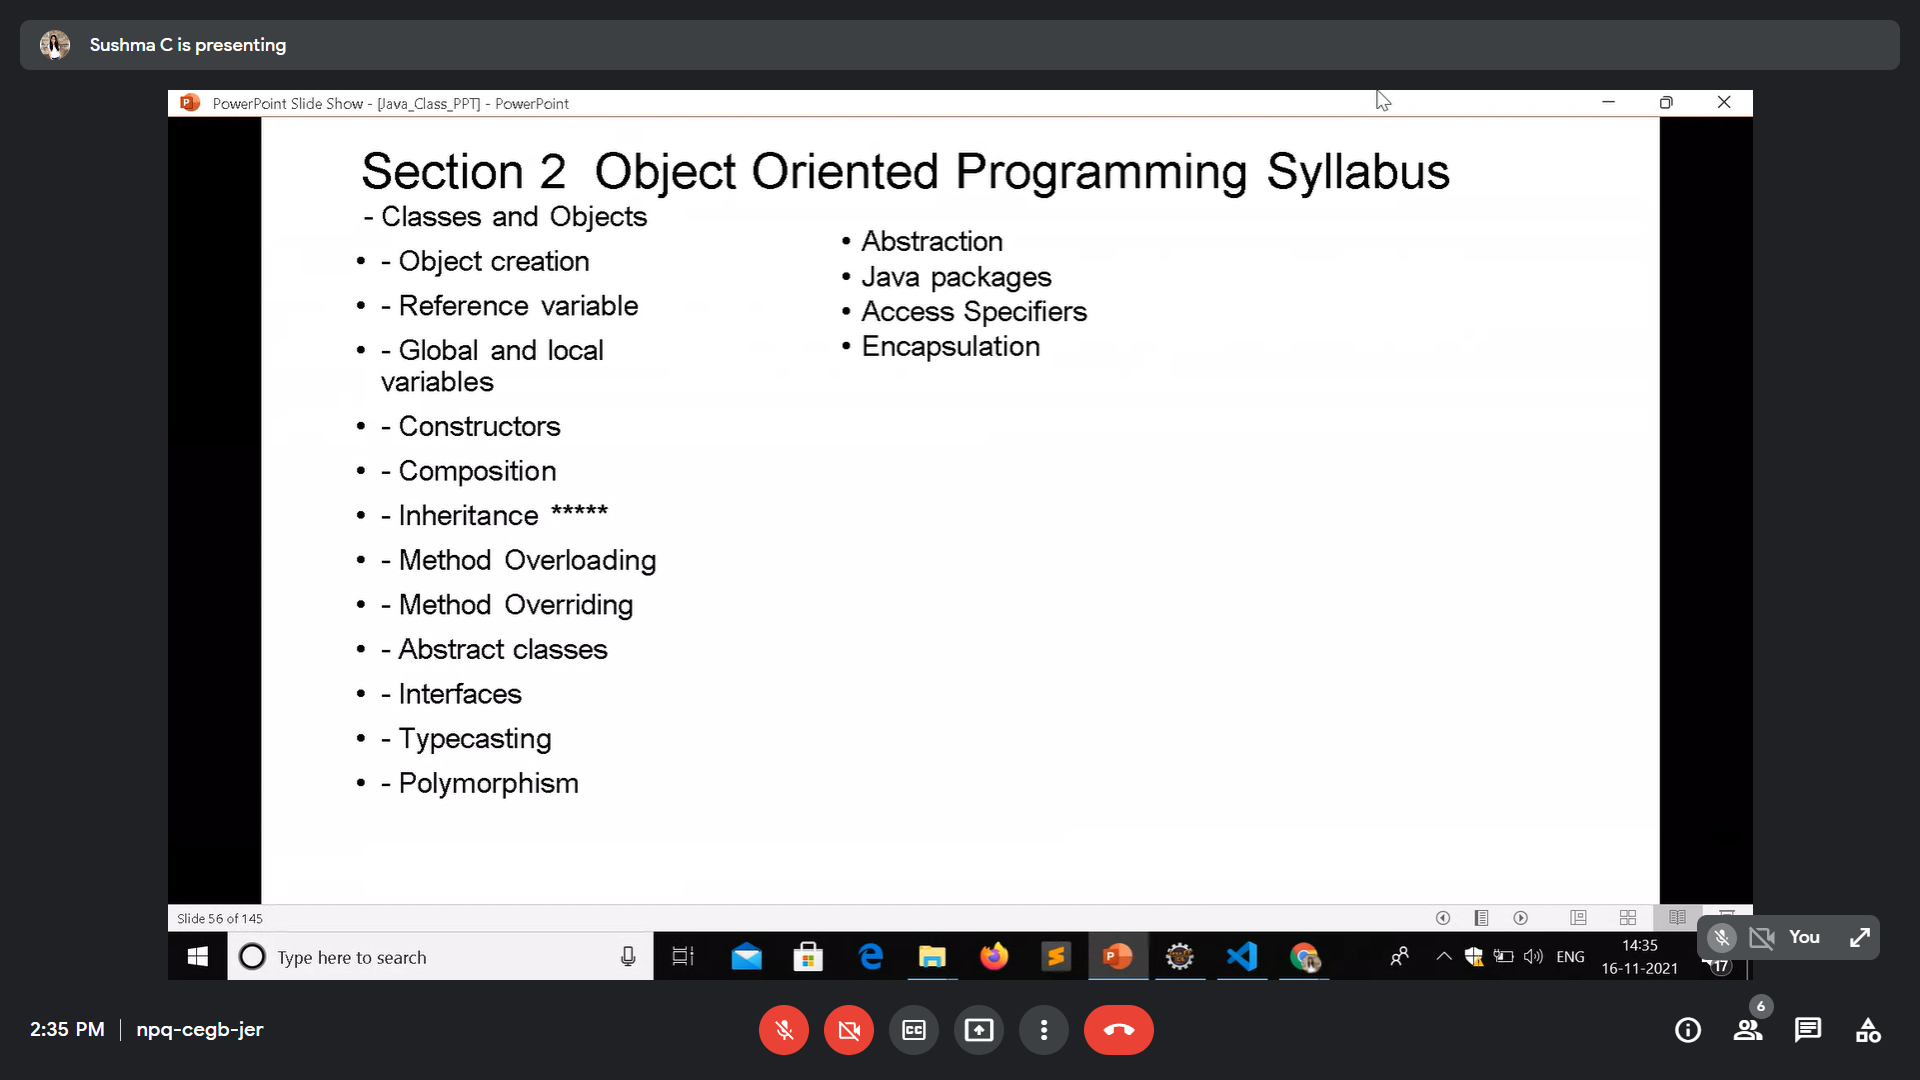 Sushma C is presenting
PowerPoint Slide Show - [Java_Class_PPT] - PowerPoint
Section 2  Object Oriented Programming Syllabus
- Classes and Objects
• - Object creation
• - Reference variable
• - Global and local
variables
• - Constructors
• - Composition
• - Inheritance *****
• - Method Overloading
• - Method Overriding
• - Abstract classes
• - Interfaces
• - Typecasting
• - Polymorphism
• Abstraction
• Java packages
• Access Specifiers
• Encapsulation
Slide 56 of 145
Type here to search
ENG
14:35
16-11-2021
17
You
2:35 PM | npq-cegb-jer
CC
6